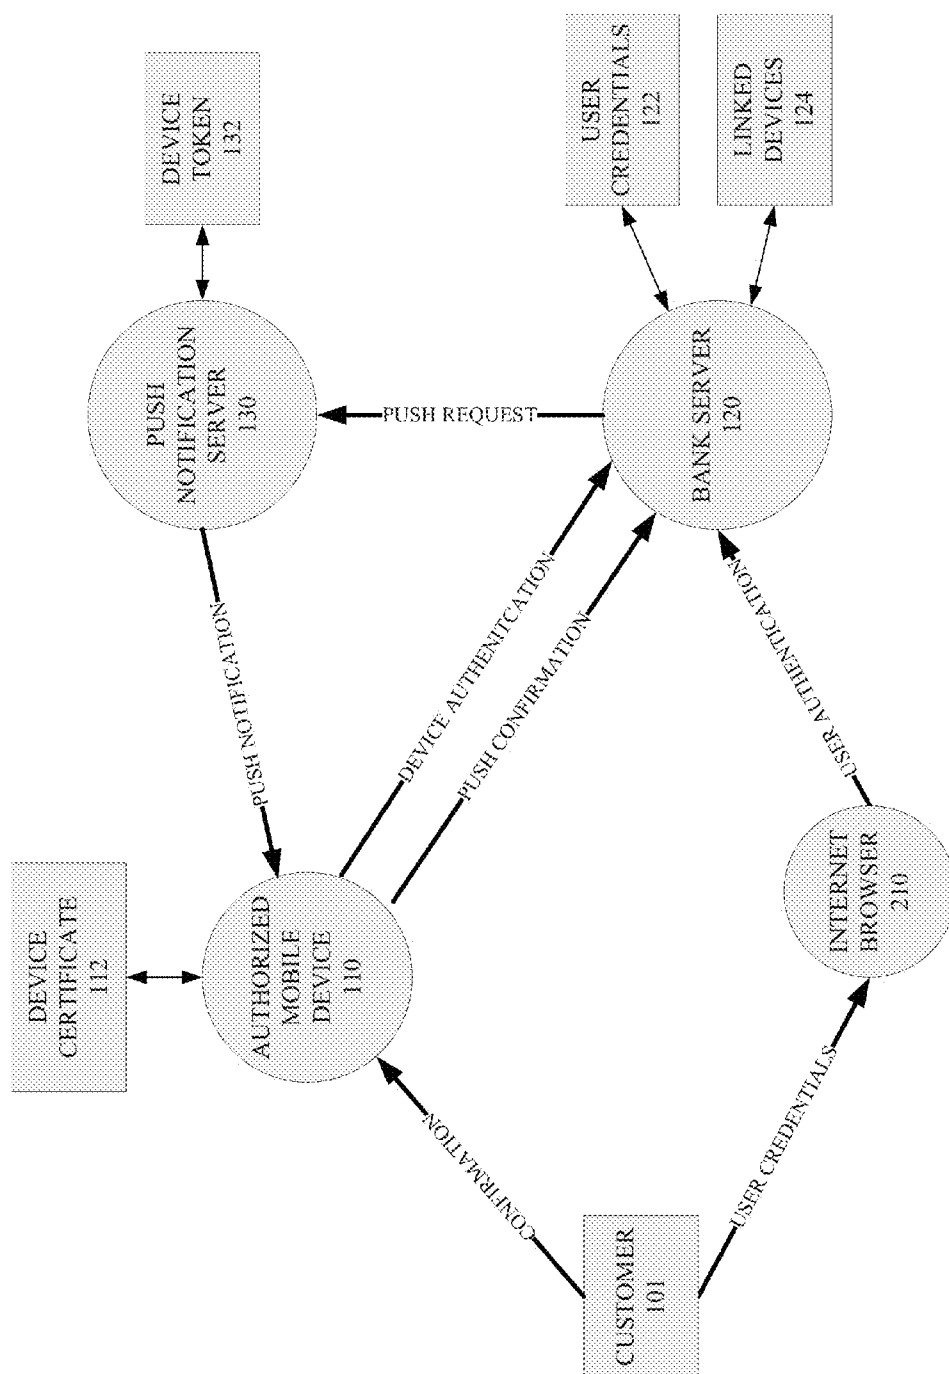 DEVICE
CERTIFICATE
112
DEVICE
TOKEN
132
AUTHORIZED
MOBILE
DEVICE
110
PUSH NOTIFICATION
PUSH
NOTIFICATION
SERVER
130
CONFIRMATION
DEVICE AUTHENITCATION
PUSH CONFIRMATION
PUSH REQUEST
CUSTOMER
101
USER CREDENTIALS
INTERNET
BROWSER
210
USER AUTHENTICATION
BANK SERVER
120
USER
CREDENTIALS
122
LINKED
DEVICES
124